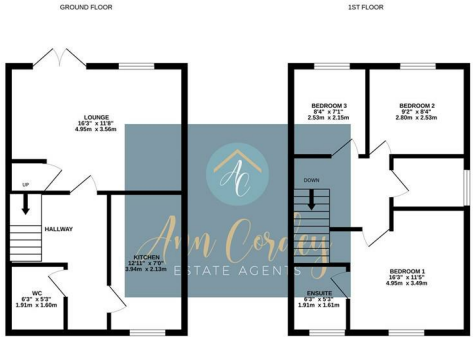 GROUND FLOOR
1ST FLOOR
LOUNGE
16'3" x 11'8"
4.95m x 3.56m
UP
HALLWAY
KITCHEN
12'11" x 7'0"
3.94m x 2.13m
WC
6'3" x 5'3"
1.91m x 1.60m
BEDROOM 3
8'4" x 7'1"
2.53m x 2.15m
BEDROOM 2
9'2" x 8'4"
2.80m x 2.53m
DOWN
BEDROOM 1
16'3" x 11'5"
4.95m x 3.49m
ENSUITE
6'3" x 5'3"
1.91m x 1.61m
AC
Ann Cordey
ESTATE AGENTS